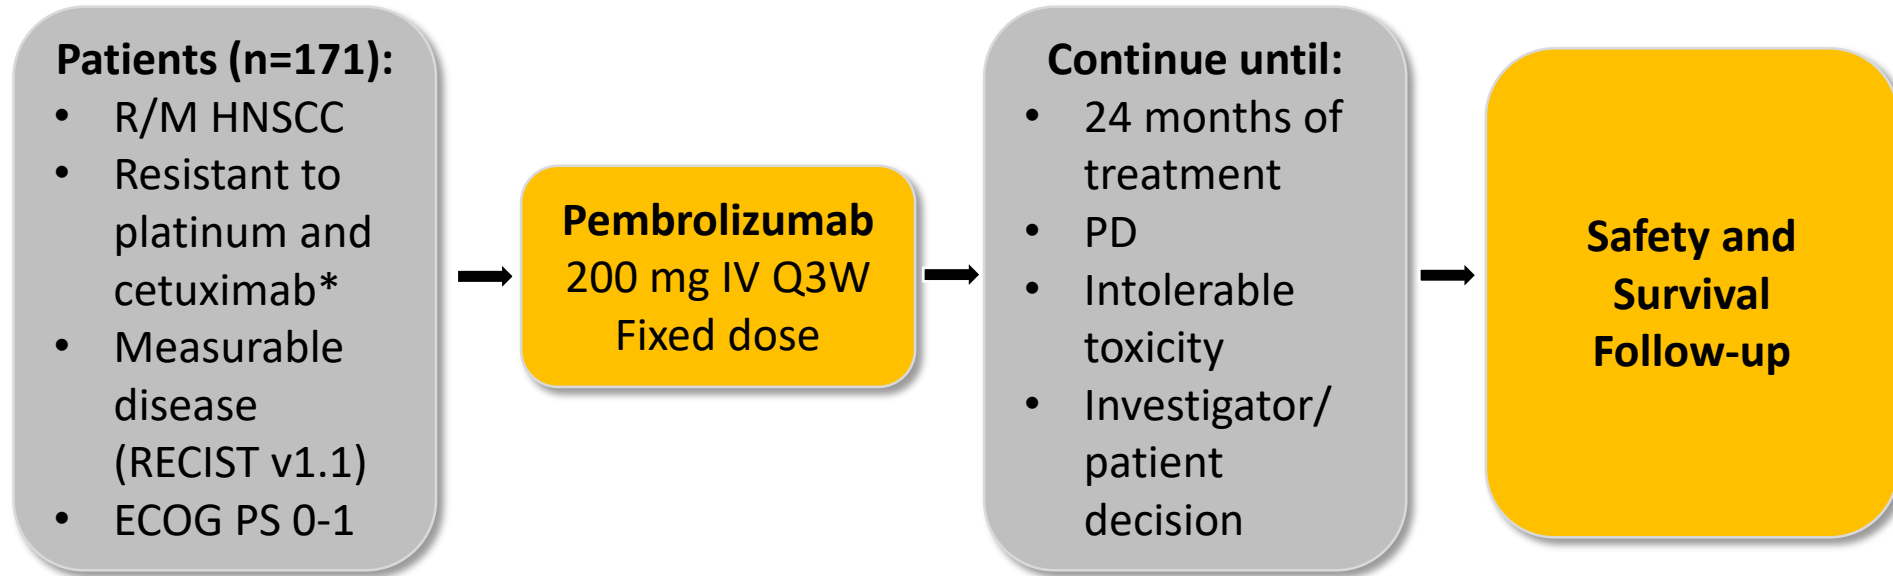 Patients (n=171):
• R/M HNSCC
• Resistant to
platinum and
cetuximab*
• Measurable
disease
(RECIST v1.1)
• ECOG PS 0-1
Pembrolizumab
200 mg IV Q3W
Fixed dose
Continue until:
• 24 months of
treatment
• PD
• Intolerable
toxicity
• Investigator/
patient
decision
Safety and
Survival
Follow-up